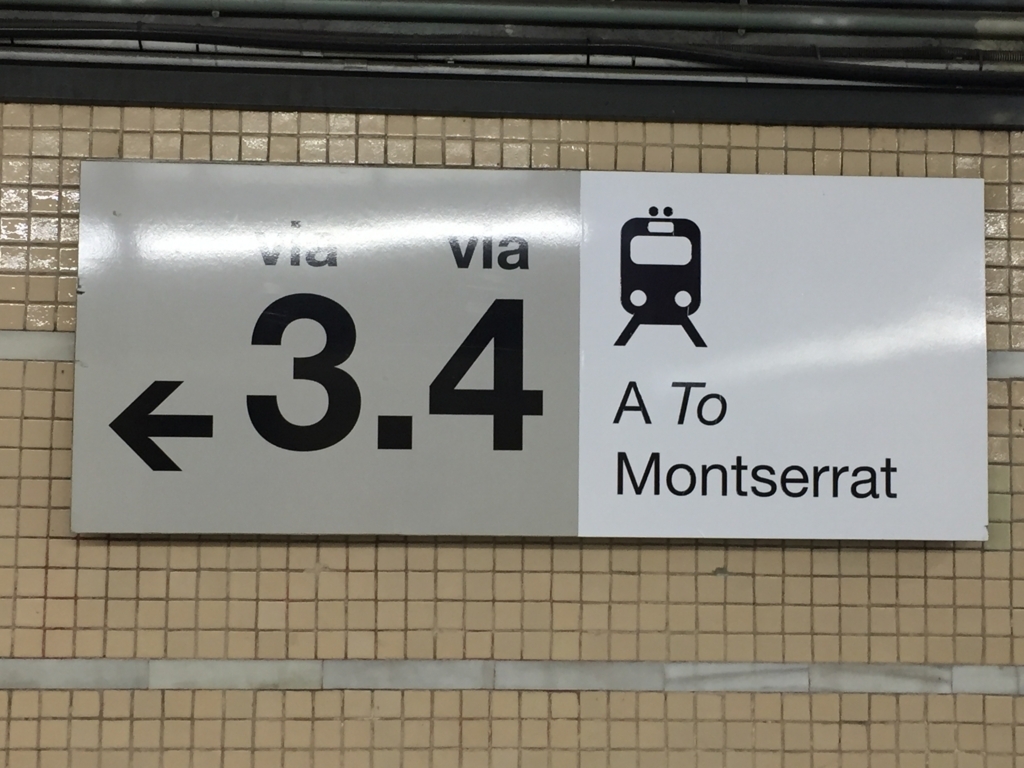 via via
← 3.4
A To
Montserrat